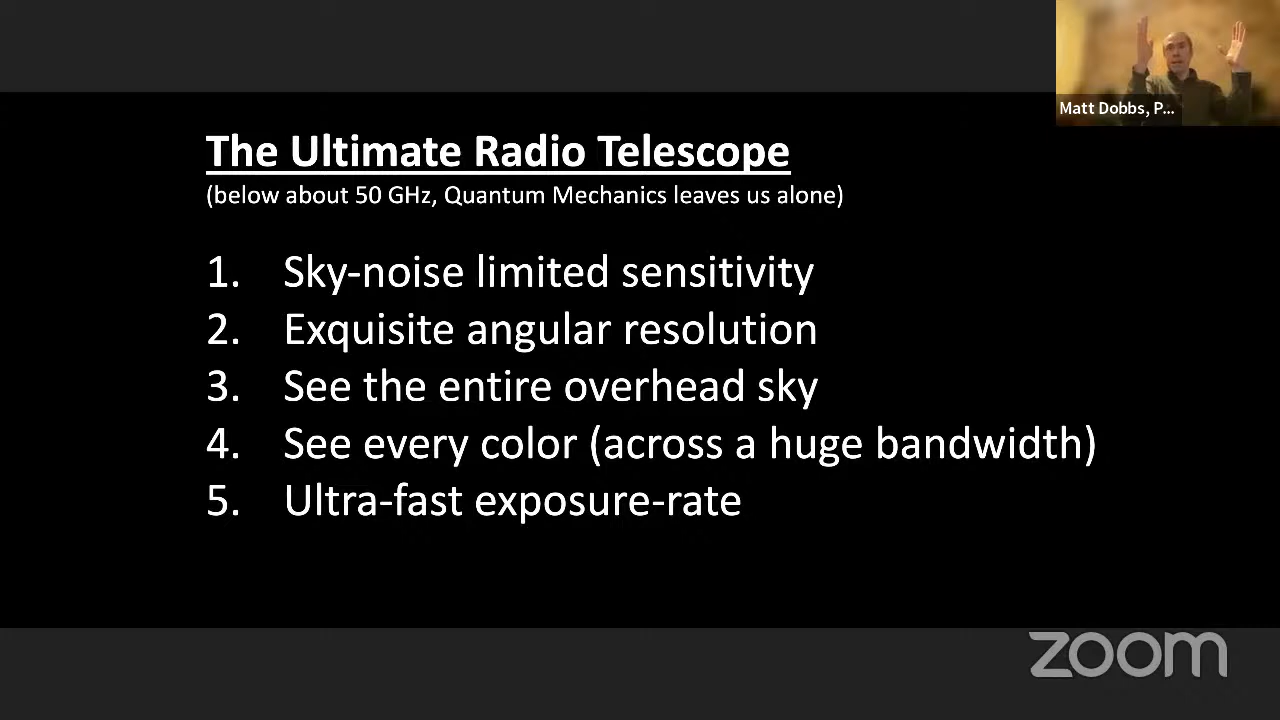 Matt Dobbs, P...
The Ultimate Radio Telescope
(below about 50 GHz, Quantum Mechanics leaves us alone)
1. Sky-noise limited sensitivity
2. Exquisite angular resolution
3. See the entire overhead sky
4. See every color (across a huge bandwidth)
5. Ultra-fast exposure-rate
zoom